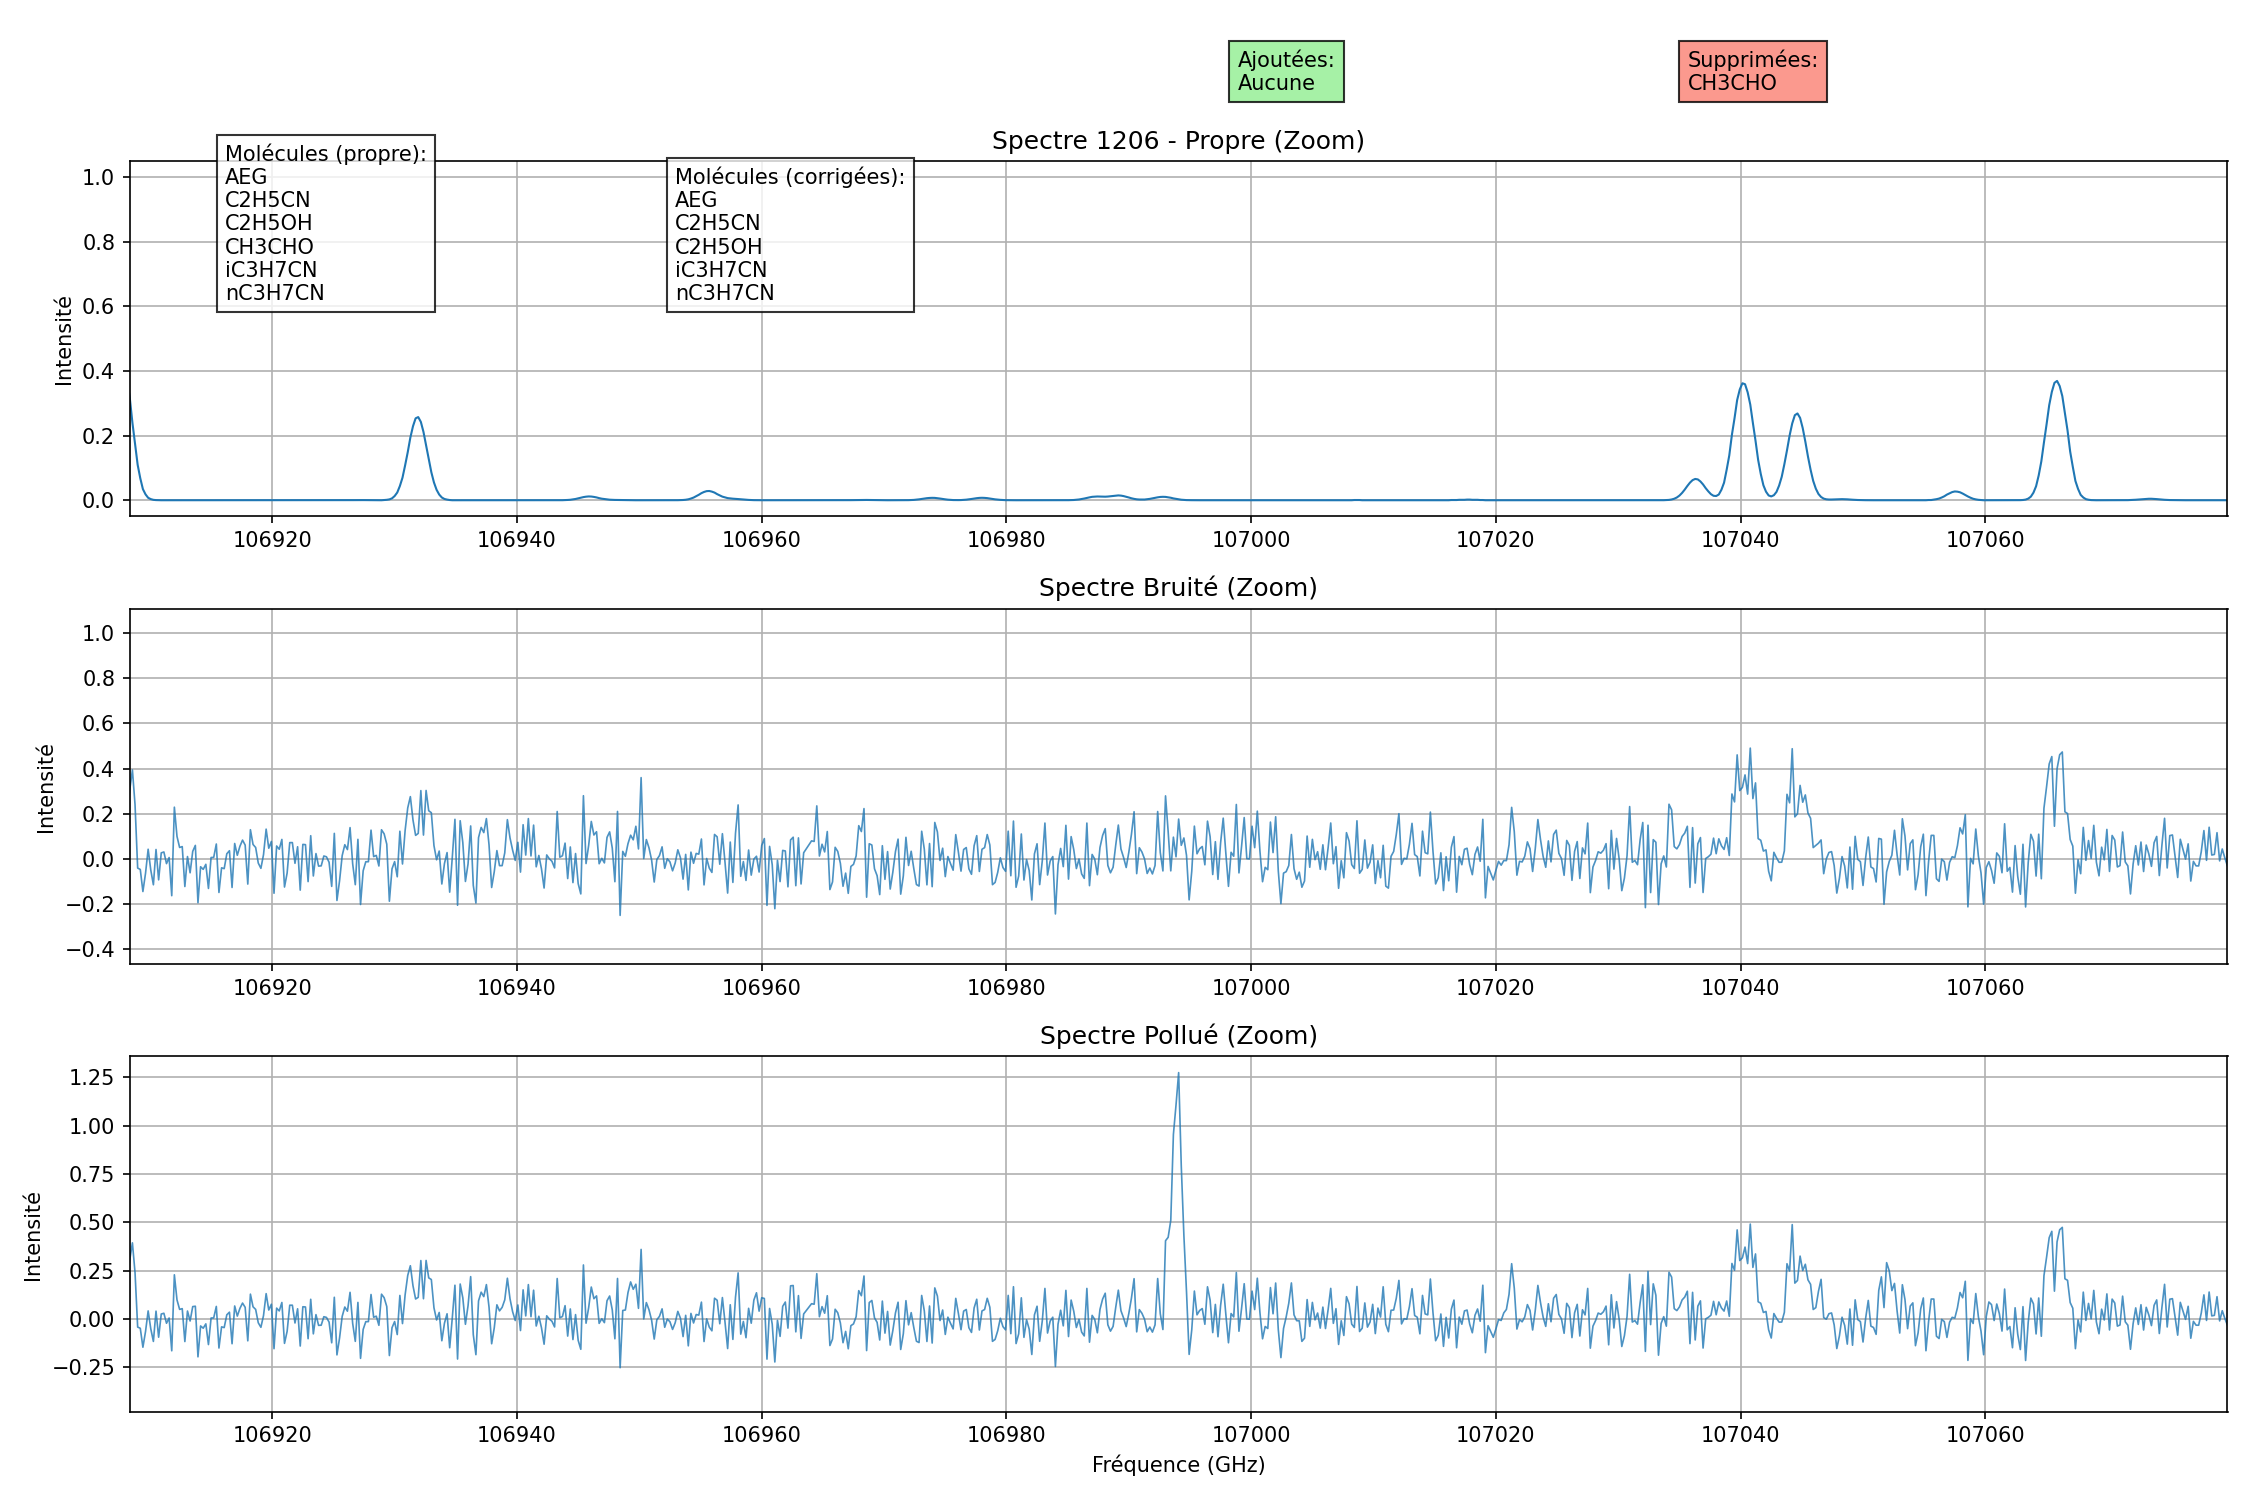 Ajoutées:
Aucune
Supprimées:
CH3CHO
Spectre 1206 - Propre (Zoom)
Molécules (propre):
AEG
C2H5CN
C2H5OH
CH3CHO
iC3H7CN
nC3H7CN
Molécules (corrigées):
AEG
C2H5CN
C2H5OH
iC3H7CN
nC3H7CN
Intensité
1.0
0.8
0.6
0.4
0.2
0.0
106920 106940 106960 106980 107000 107020 107040 107060
Spectre Bruité (Zoom)
Intensité
1.0
0.8
0.6
0.4
0.2
0.0
−0.2
−0.4
106920 106940 106960 106980 107000 107020 107040 107060
Spectre Pollué (Zoom)
Intensité
1.25
1.00
0.75
0.50
0.25
0.00
−0.25
106920 106940 106960 106980 107000 107020 107040 107060
Fréquence (GHz)